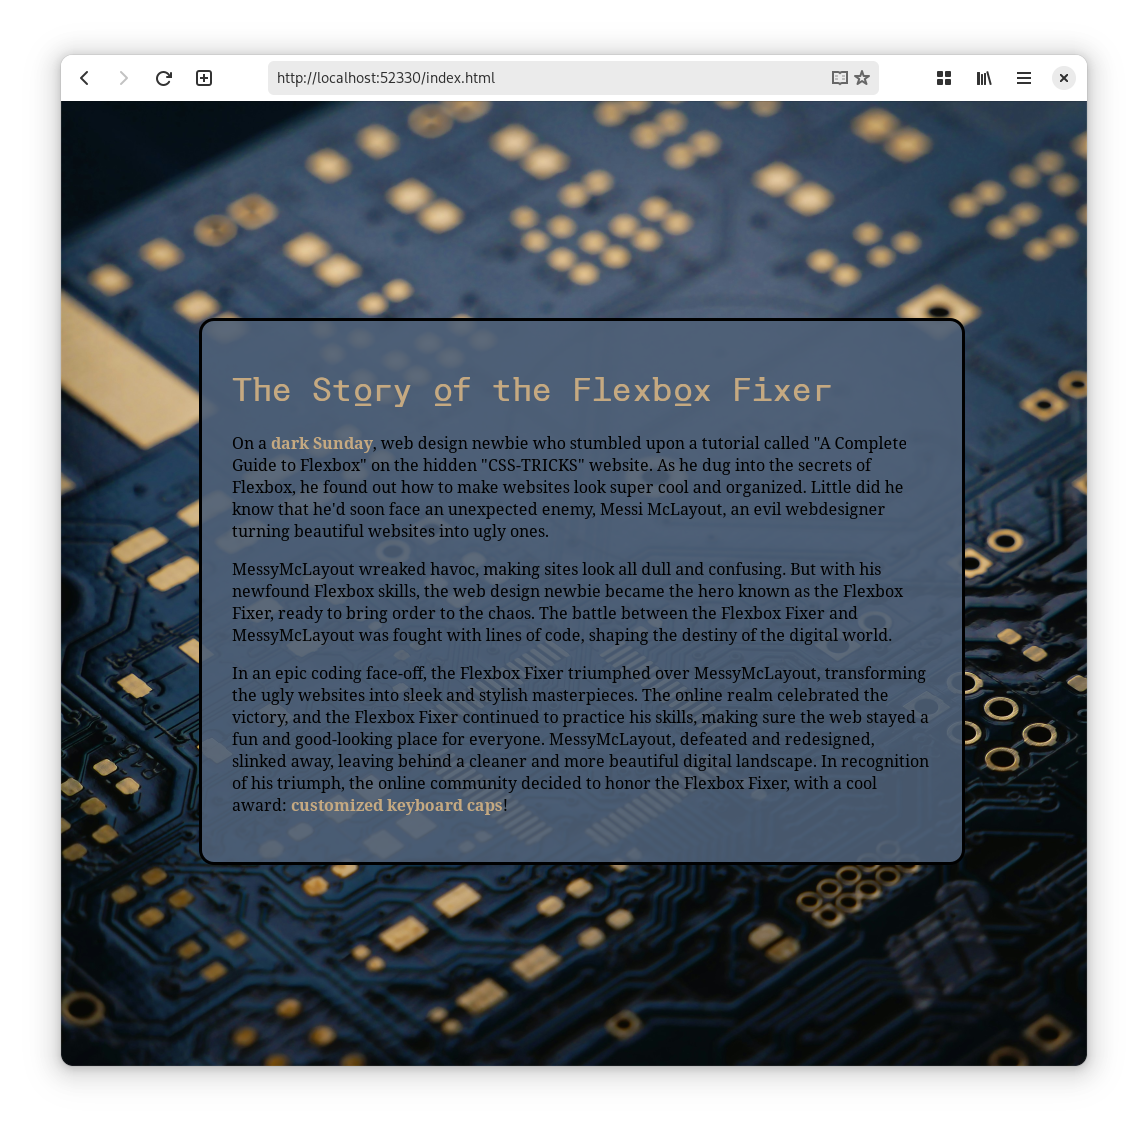 http://localhost:52330/index.html
The Story of the Flexbox Fixer
On a dark Sunday, web design newbie who stumbled upon a tutorial called "A Complete
Guide to Flexbox" on the hidden "CSS-TRICKS" website. As he dug into the secrets of
Flexbox, he found out how to make websites look super cool and organized. Little did he
know that he'd soon face an unexpected enemy, Messi McLayout, an evil webdesigner
turning beautiful websites into ugly ones.
MessyMcLayout wreaked havoc, making sites look all dull and confusing. But with his
newfound Flexbox skills, the web design newbie became the hero known as the Flexbox
Fixer, ready to bring order to the chaos. The battle between the Flexbox Fixer and
MessyMcLayout was fought with lines of code, shaping the destiny of the digital world.
In an epic coding face-off, the Flexbox Fixer triumphed over MessyMcLayout, transforming
the ugly websites into sleek and stylish masterpieces. The online realm celebrated the
victory, and the Flexbox Fixer continued to practice his skills, making sure the web stayed a
fun and good-looking place for everyone. MessyMcLayout, defeated and redesigned,
slinked away, leaving behind a cleaner and more beautiful digital landscape. In recognition
of his triumph, the online community decided to honor the Flexbox Fixer, with a cool
award: customized keyboard caps!